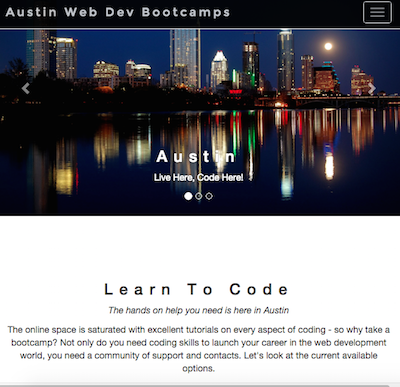 Austin Web Dev Bootcamps
Austin
Live Here, Code Here!
Learn To Code
The hands on help you need is here in Austin
The online space is saturated with excellent tutorials on every aspect of coding - so why take a
bootcamp? Not only do you need coding skills to launch your career in the web development
world, you need a community of support and contacts. Let's look at the current available
options.